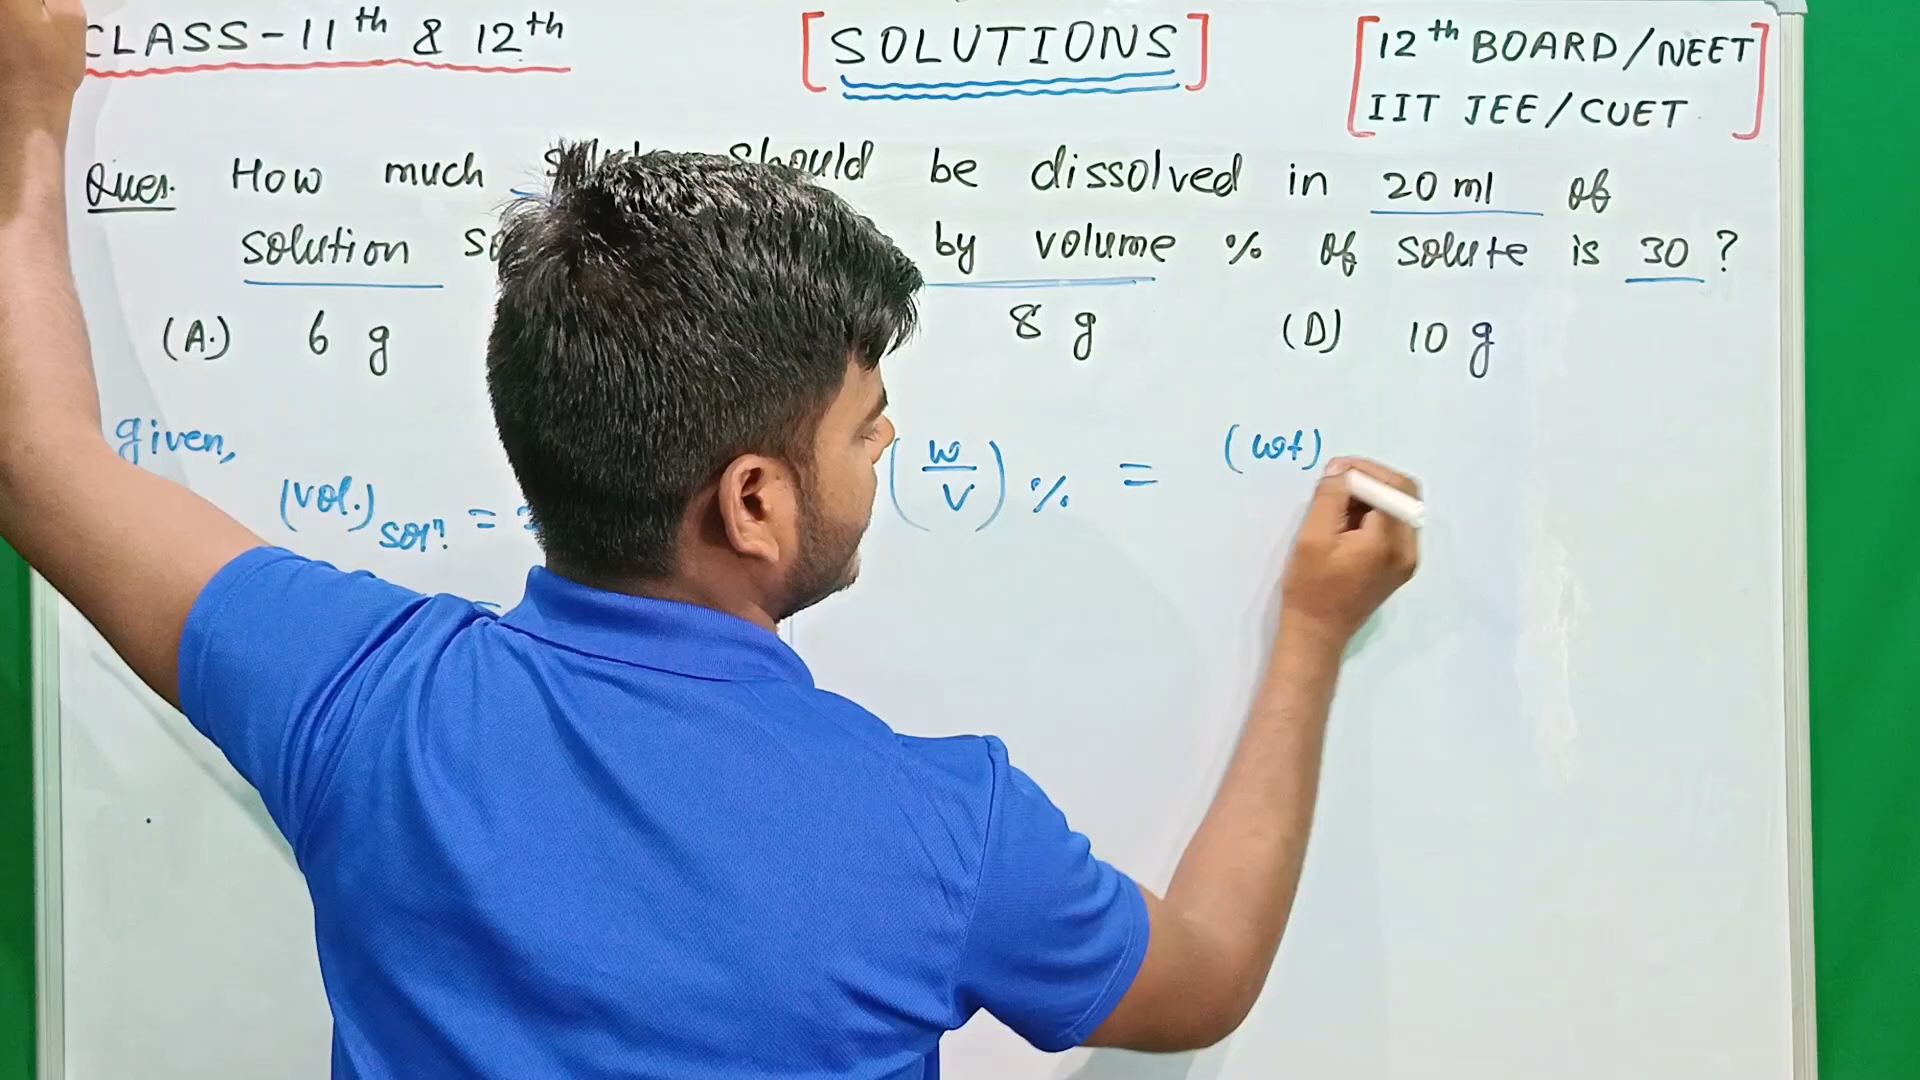 CLASS-11th & 12th
[SOLUTIONS]
[12th BOARD/NEET
IIT JEE/CUET]
Ques. How much should be dissolved in 20 ml of
solution by volume % of solute is 30 ?
(A.) 6 g 8 g (D) 10 g
given,
(vol.)soln. =
(w/v) % = (wt)